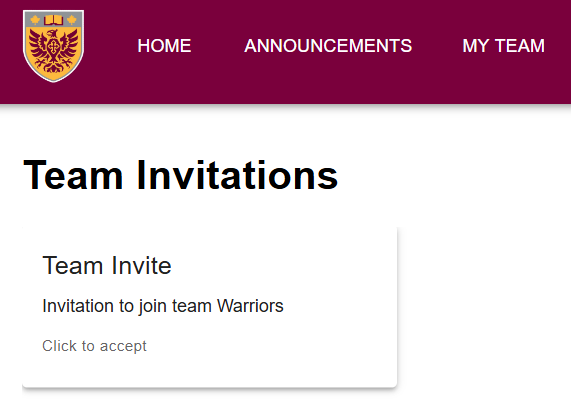 HOME ANNOUNCEMENTS MY TEAM
Team Invitations
Team Invite
Invitation to join team Warriors
Click to accept